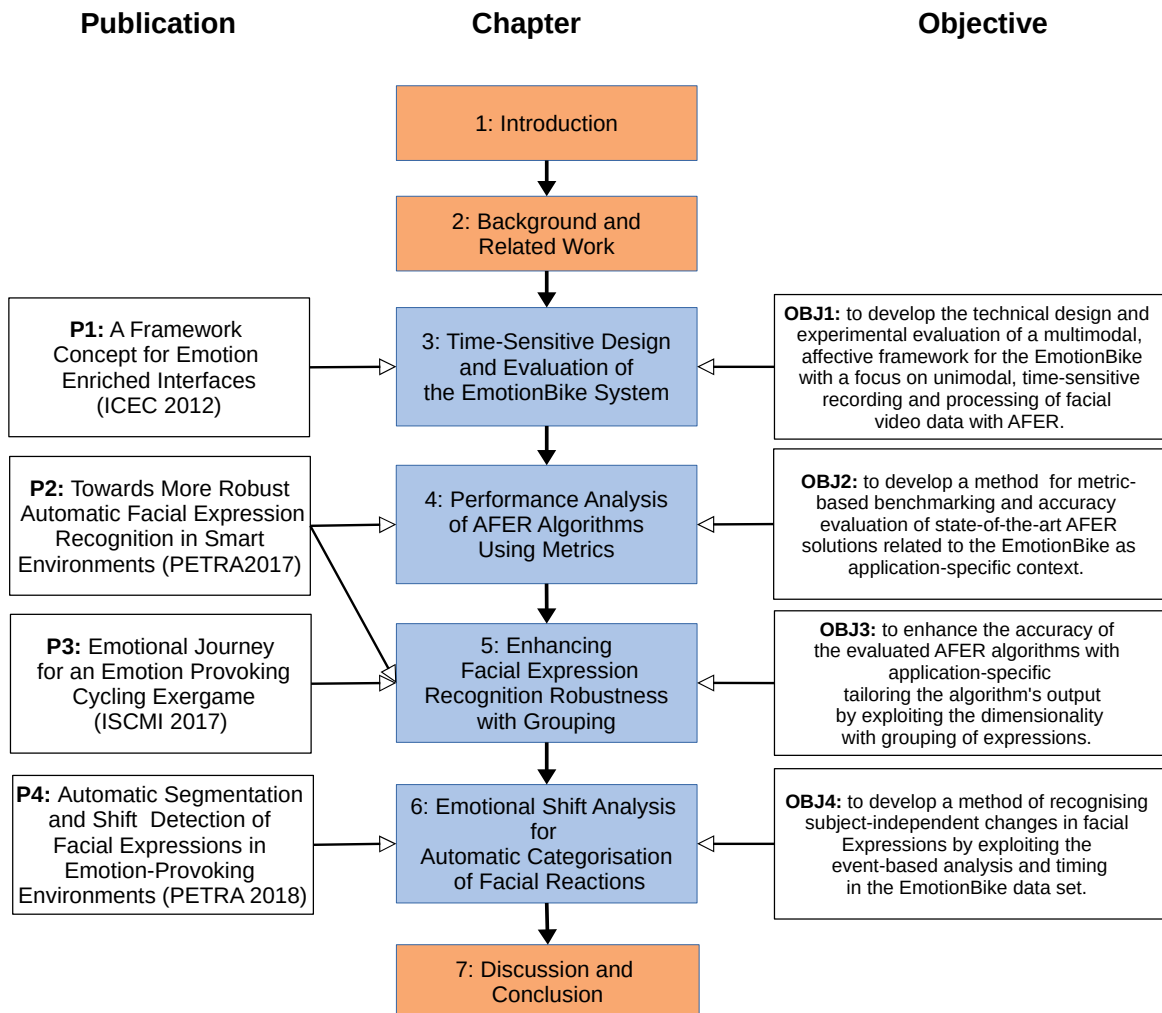 Publication
Chapter
Objective
1: Introduction
2: Background and
Related Work
P1: A Framework
Concept for Emotion
Enriched Interfaces
(ICEC 2012)
3: Time-Sensitive Design
and Evaluation of
the EmotionBike System
OBJ1: to develop the technical design and
experimental evaluation of a multimodal,
affective framework for the EmotionBike
with a focus on unimodal, time-sensitive
recording and processing of facial
video data with AFER.
P2: Towards More Robust
Automatic Facial Expression
Recognition in Smart
Environments (PETRA2017)
4: Performance Analysis
of AFER Algorithms
Using Metrics
OBJ2: to develop a method for metric-
based benchmarking and accuracy
evaluation of state-of-the-art AFER
solutions related to the EmotionBike as
application-specific context.
P3: Emotional Journey
for an Emotion Provoking
Cycling Exergame
(ISCMI 2017)
5: Enhancing
Facial Expression
Recognition Robustness
with Grouping
OBJ3: to enhance the accuracy of
the evaluated AFER algorithms with
application-specific
tailoring the algorithm's output
by exploiting the dimensionality
with grouping of expressions.
P4: Automatic Segmentation
and Shift Detection of
Facial Expressions in
Emotion-Provoking
Environments (PETRA 2018)
6: Emotional Shift Analysis
for
Automatic Categorisation
of Facial Reactions
OBJ4: to develop a method of recognising
subject-independent changes in facial
Expressions by exploiting the
event-based analysis and timing
in the EmotionBike data set.
7: Discussion and
Conclusion